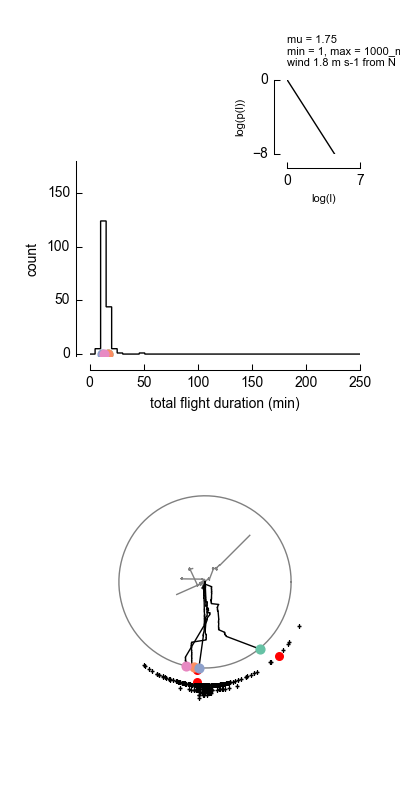 mu = 1.75
min = 1, max = 1000_m
wind 1.8 m s-1 from N
0
log(p(l))
−8
0
7
log(l)
150
100
50
0
count
0 50 100 150 200 250
total flight duration (min)